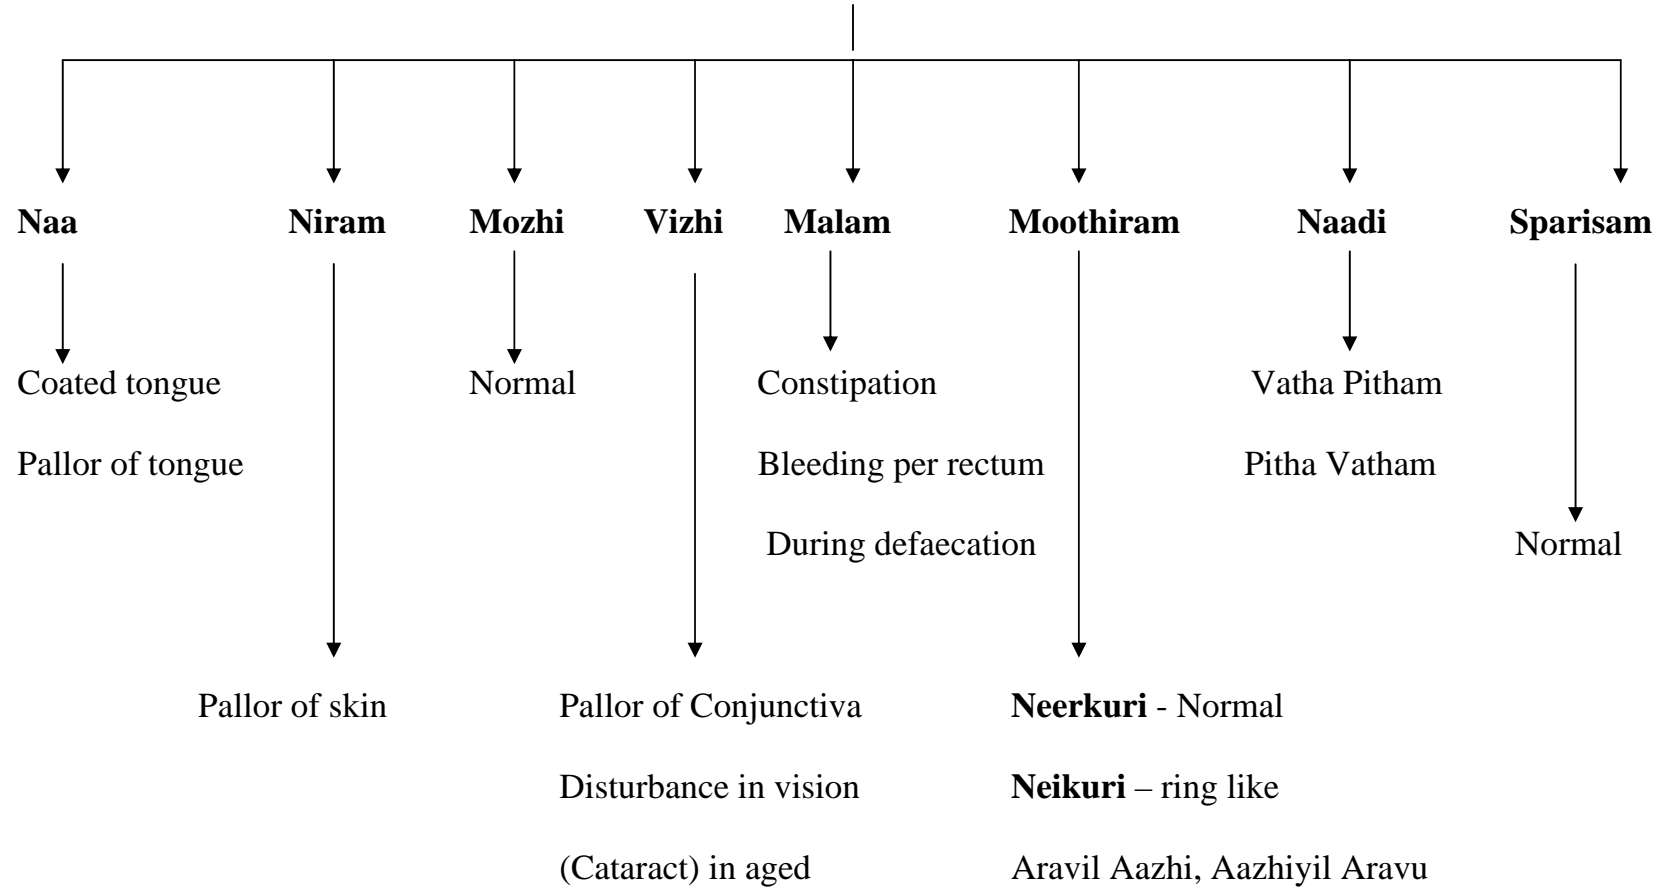 Naa Niram Mozhi Vizhi Malam Moothiram Naadi Sparisam
Coated tongue Normal Constipation Vatha Pitham
Pallor of tongue Bleeding per rectum Pitha Vatham
During defaecation Normal
Pallor of skin Pallor of Conjunctiva Neerkuri - Normal
Disturbance in vision Neikuri – ring like
(Cataract) in aged Aravil Aazhi, Aazhiyil Aravu